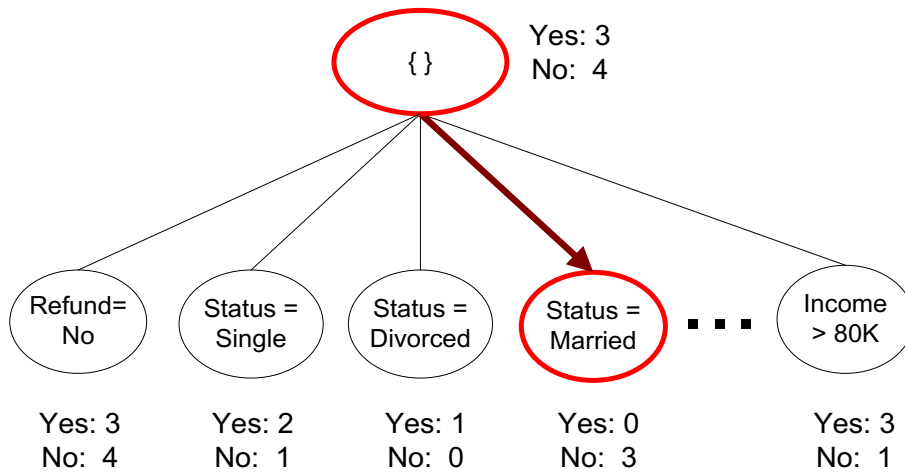 { }
Yes: 3
No: 4
Refund=
No
Status =
Single
Status =
Divorced
Status =
Married
Income
> 80K
Yes: 3
No: 4
Yes: 2
No: 1
Yes: 1
No: 0
Yes: 0
No: 3
Yes: 3
No: 1